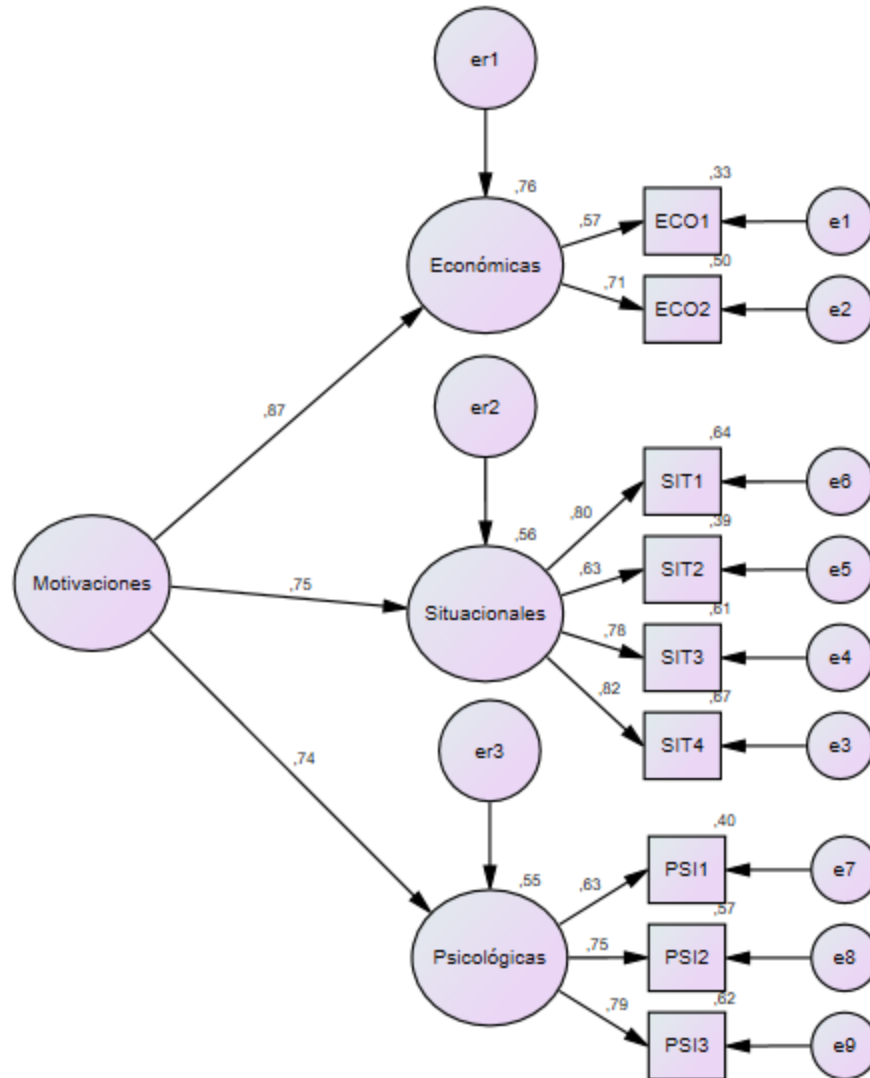 er1
,76
,33
Económicas
,57
ECO1
e1
,50
,71
ECO2
e2
,87
er2
,64
SIT1
e6
,80
,56
,39
SIT2
e5
,63
Motivaciones
,75
Situacionales
,61
,78
SIT3
e4
,82
,67
SIT4
e3
er3
,74
,40
PSI1
e7
,55
,63
,57
Psicológicas
,75
PSI2
e8
,79
,62
PSI3
e9